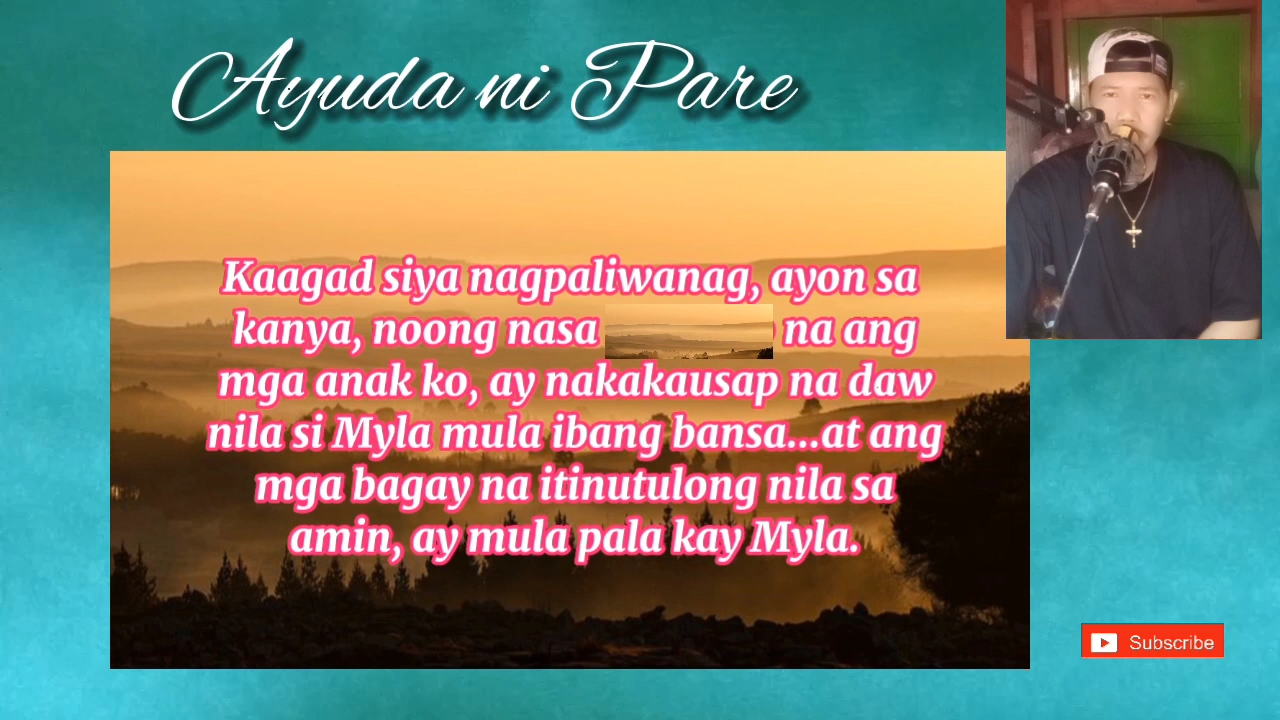 Ayuda ni Pare
Kaagad siya nagpaliwanag, ayon sa
kanya, noong nasa na ang
mga anak ko, ay nakakausap na daw
nila si Myla mula ibang bansa...at ang
mga bagay na itinutulong nila sa
amin, ay mula pala kay Myla.
Subscribe